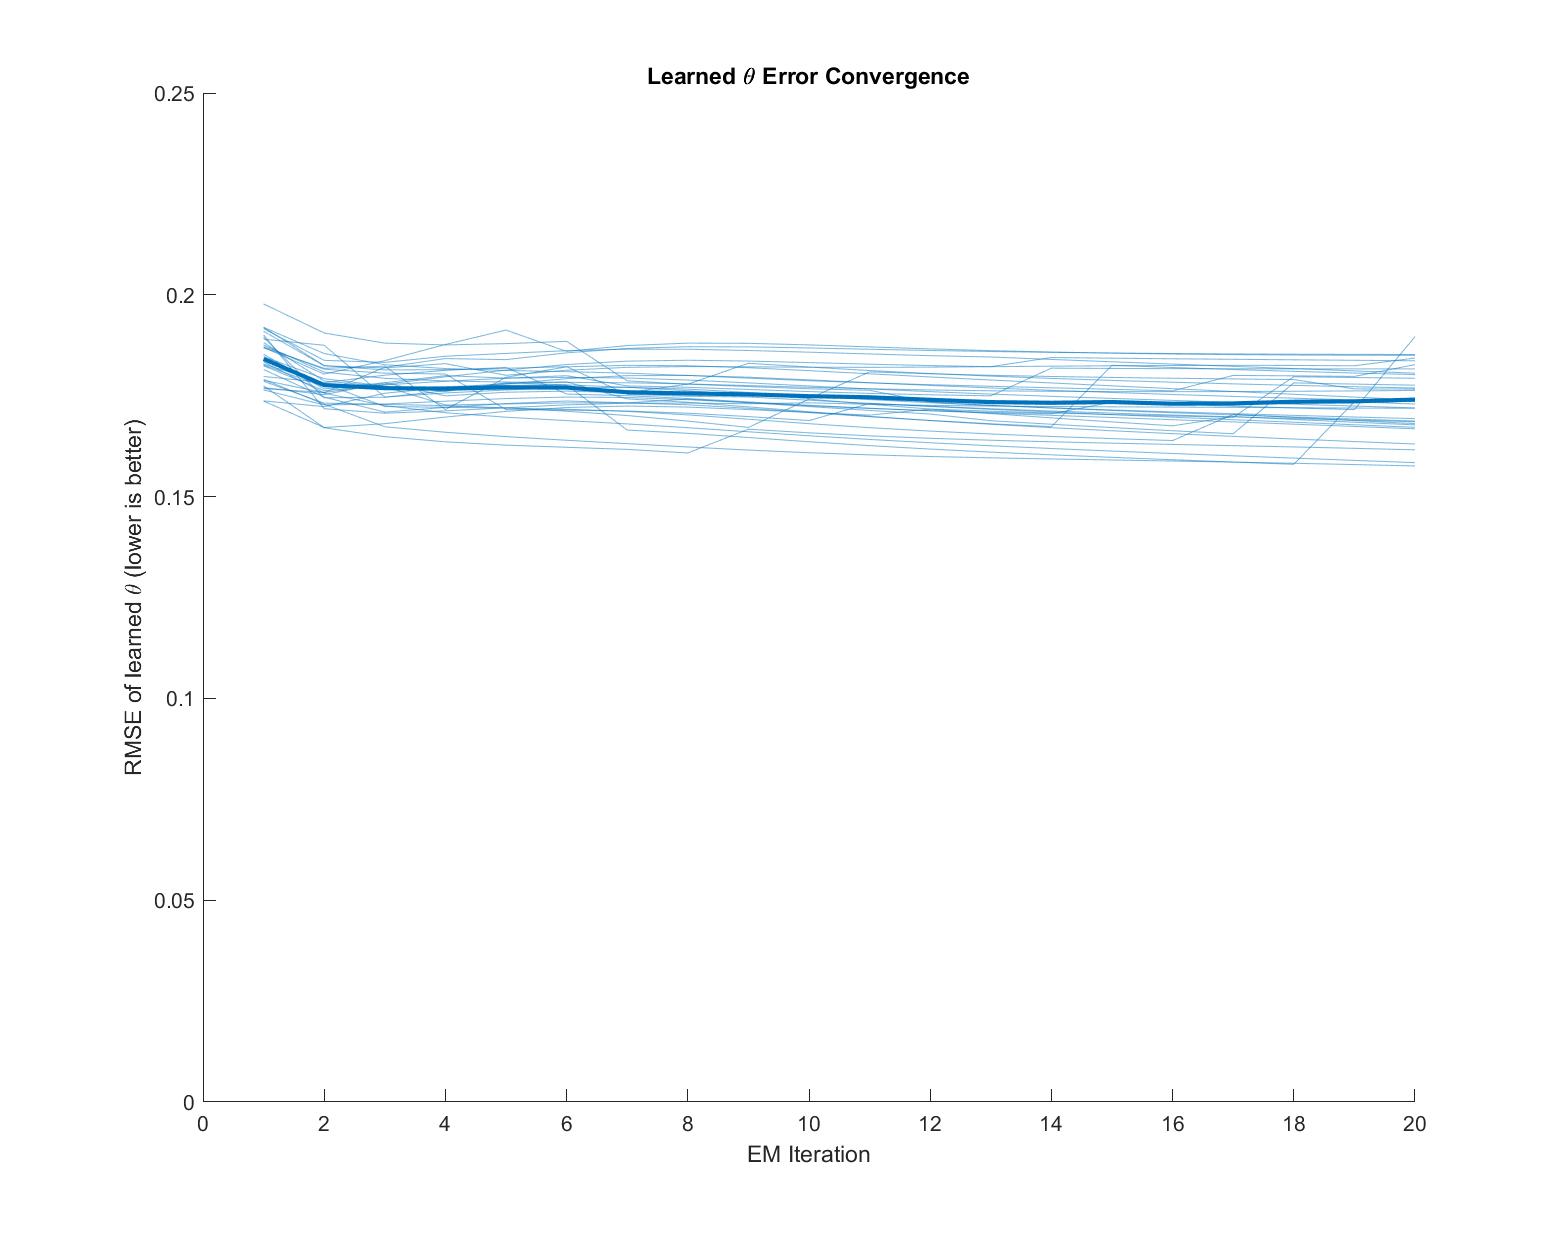 Learned θ Error Convergence
0.25
0.2
0.15
0.1
0.05
0
RMSE of learned θ (lower is better)
0 2 4 6 8 10 12 14 16 18 20
EM Iteration